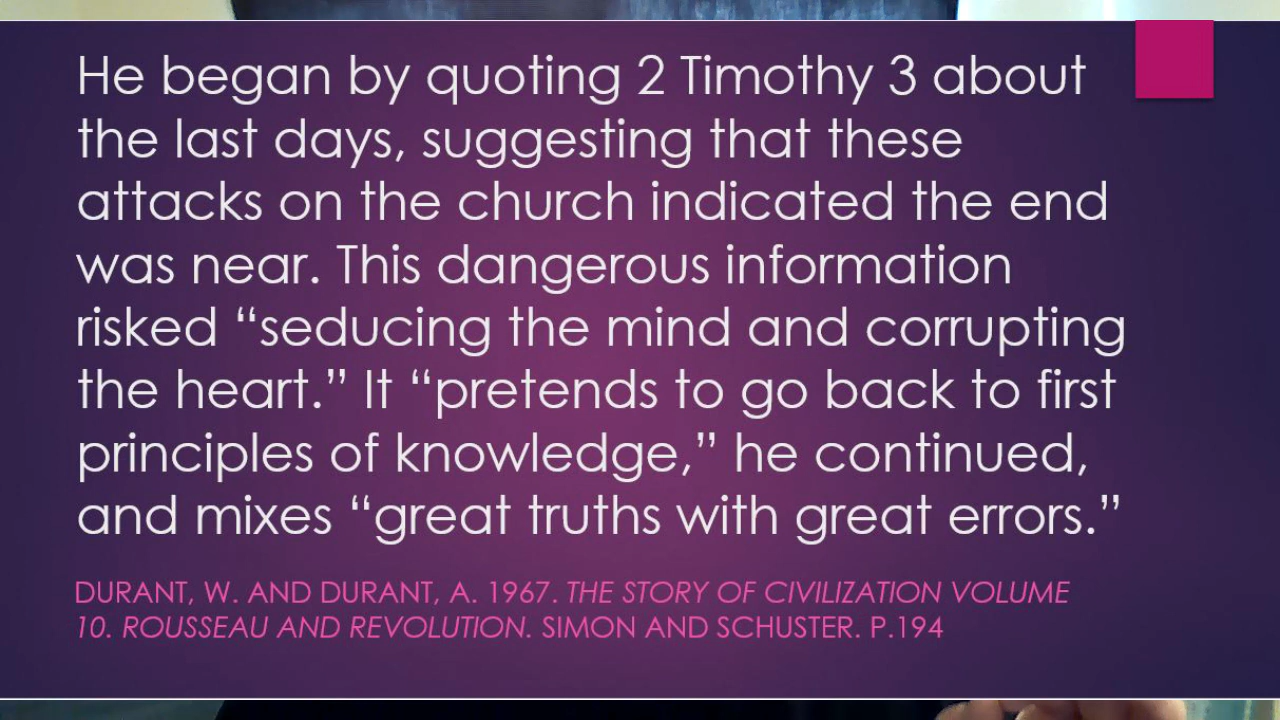 He began by quoting 2 Timothy 3 about
the last days, suggesting that these
attacks on the church indicated the end
was near. This dangerous information
risked “seducing the mind and corrupting
the heart.” It “pretends to go back to first
principles of knowledge,” he continued,
and mixes “great truths with great errors.”
DURANT, W. AND DURANT, A. 1967. THE STORY OF CIVILIZATION VOLUME
10. ROUSSEAU AND REVOLUTION. SIMON AND SCHUSTER. P.194